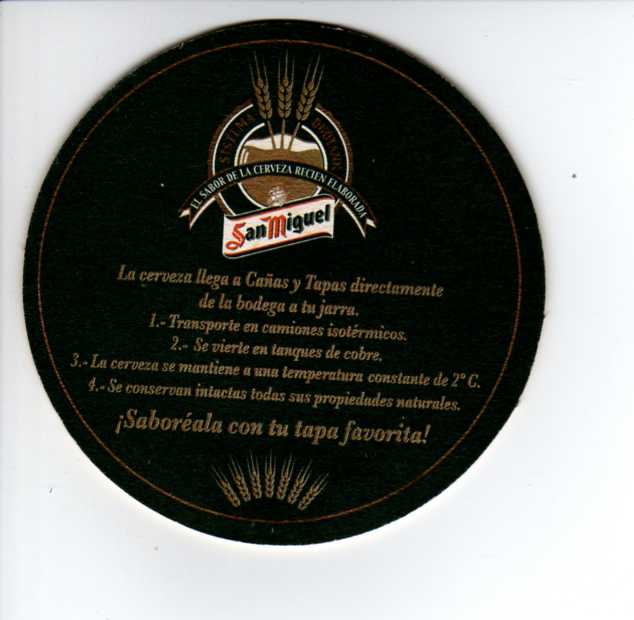 SISTEMA
EL SABOR DE LA CERVEZA RECIEN ELABORADA
San Miguel
La cerveza llega a Cañas y Tapas directamente
de la bodega a tu jarra.
1.- Transporte en camiones isotérmicos.
2.- Se vierte en tanques de cobre.
3.- La cerveza se mantiene a una temperatura constante de 2° C.
4.- Se conservan intactas todas sus propiedades naturales.
¡Saboréala con tu tapa favorita!